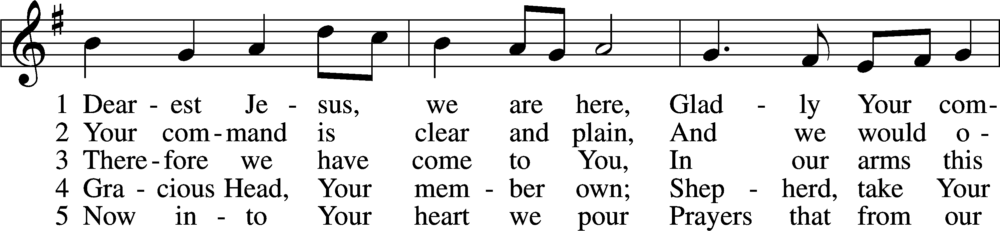 1 Dear - est Je - sus, we are here, Glad - ly Your com-
2 Your com - mand is clear and plain, And we would o -
3 There - fore we have come to You, In our arms this
4 Gra - cious Head, Your mem - ber own; Shep - herd, take Your
5 Now in - to Your heart we pour Prayers that from our